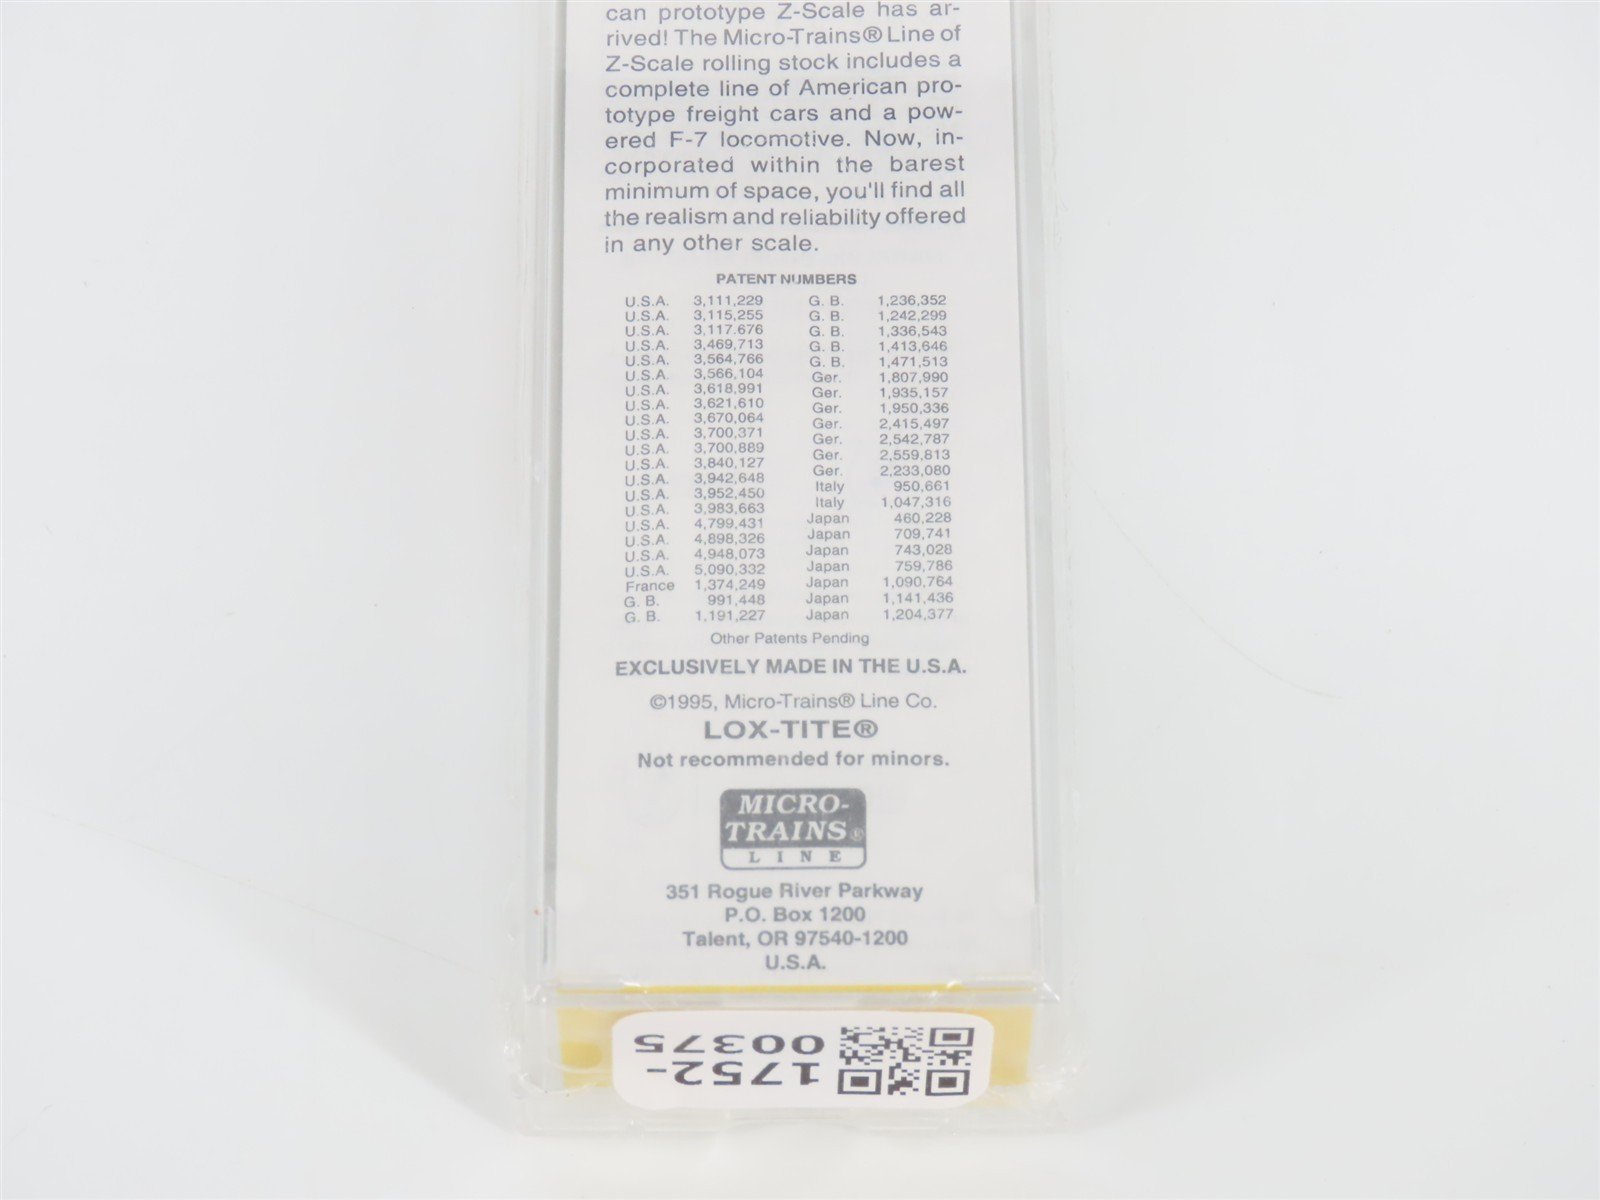 can prototype Z-Scale has ar-
rived! The Micro-Trains® Line of
Z-Scale rolling stock includes a
complete line of American pro-
totype freight cars and a pow-
ered F-7 locomotive. Now, in-
corporated within the barest
minimum of space, you'll find all
the realism and reliability offered
in any other scale.
PATENT NUMBERS
U.S.A. 3,111,229 G. B. 1,236,352
U.S.A. 3,115,255 G. B. 1,242,299
U.S.A. 3,117.676 G. B. 1,336,543
U.S.A. 3,469,713 G. B. 1,413,646
U.S.A. 3,564,766 G. B. 1,471,513
U.S.A. 3,566,104 Ger. 1,807,990
U.S.A. 3,618,991 Ger. 1,935,157
U.S.A. 3,621,610 Ger. 1,950,336
U.S.A. 3,670,064 Ger. 2,415,497
U.S.A. 3,700,371 Ger. 2,542,787
U.S.A. 3,700,889 Ger. 2,559,813
U.S.A. 3,840,127 Ger. 2,233,080
U.S.A. 3,942,648 Italy 950,661
U.S.A. 3,952,450 Italy 1,047,316
U.S.A. 3,983,663 Japan 460,228
U.S.A. 4,799,431 Japan 709,741
U.S.A. 4,898,326 Japan 743,028
U.S.A. 4,948,073 Japan 759,786
U.S.A. 5,090,332 Japan 1,090,764
France 1,374,249 Japan 1,141,436
G. B. 991,448 Japan 1,204,377
G. B. 1,191,227
Other Patents Pending
EXCLUSIVELY MADE IN THE U.S.A.
©1995, Micro-Trains® Line Co.
LOX-TITE®
Not recommended for minors.
MICRO-
TRAINS®
LINE
351 Rogue River Parkway
P.O. Box 1200
Talent, OR 97540-1200
U.S.A.
1752-
00375